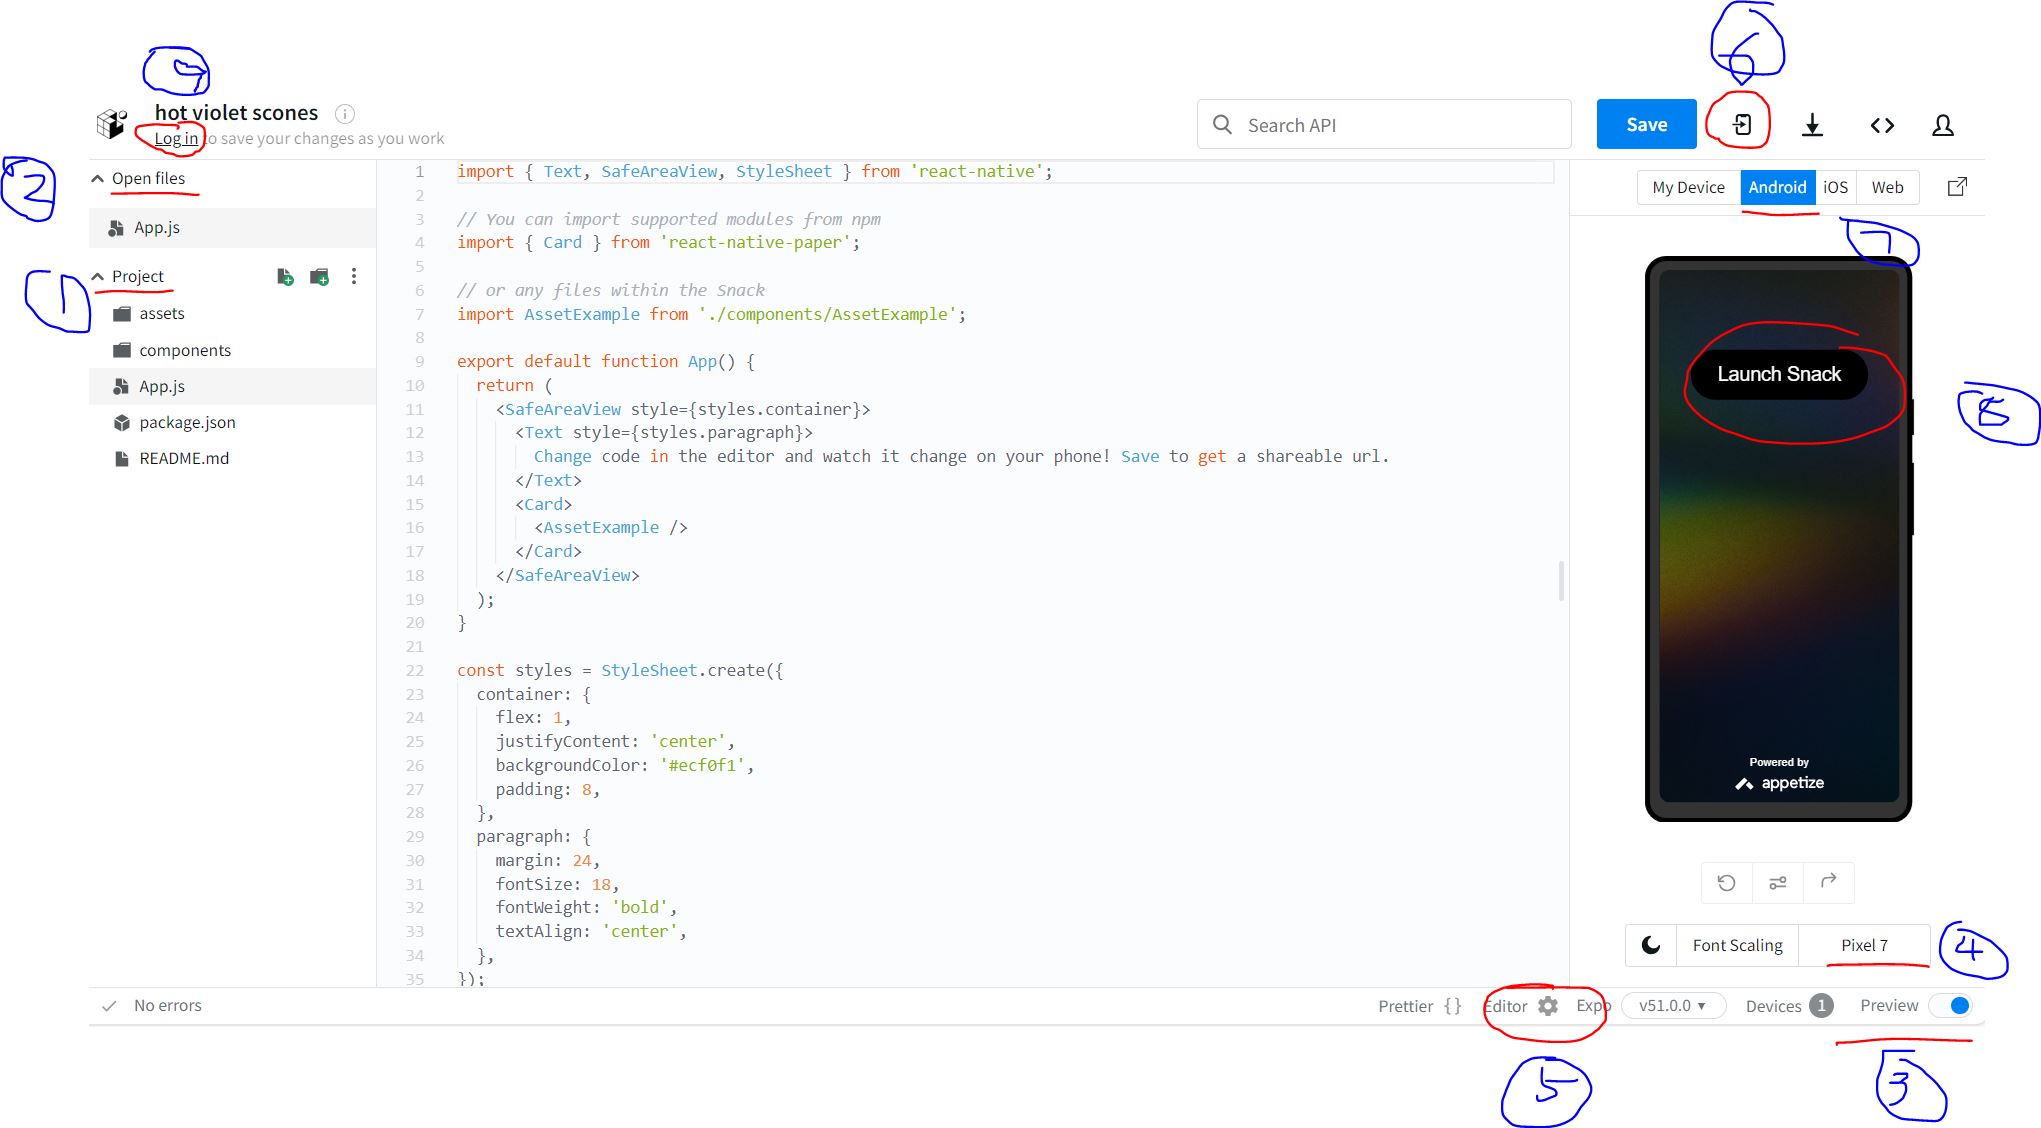 6
9
hot violet scones
Log in to save your changes as you work
Search API
Save
2
Open files
App.js
1
Project
assets
components
App.js
package.json
README.md
1 import { Text, SafeAreaView, StyleSheet } from 'react-native';
2
3 // You can import supported modules from npm
4 import { Card } from 'react-native-paper';
5
6 // or any files within the Snack
7 import AssetExample from './components/AssetExample';
8
9 export default function App() {
10 return (
11 <SafeAreaView style={styles.container}>
12 <Text style={styles.paragraph}>
13 Change code in the editor and watch it change on your phone! Save to get a shareable url.
14 </Text>
15 <Card>
16 <AssetExample />
17 </Card>
18 </SafeAreaView>
19 );
20 }
21
22 const styles = StyleSheet.create({
23 container: {
24 flex: 1,
25 justifyContent: 'center',
26 backgroundColor: '#ecf0f1',
27 padding: 8,
28 },
29 paragraph: {
30 margin: 24,
31 fontSize: 18,
32 fontWeight: 'bold',
33 textAlign: 'center',
34 },
35 });
My Device Android iOS Web
7
Launch Snack
8
Powered by
appetize
Font Scaling Pixel 7
4
No errors
Prettier {} Editor Expo v51.0.0 Devices 1 Preview
5
3